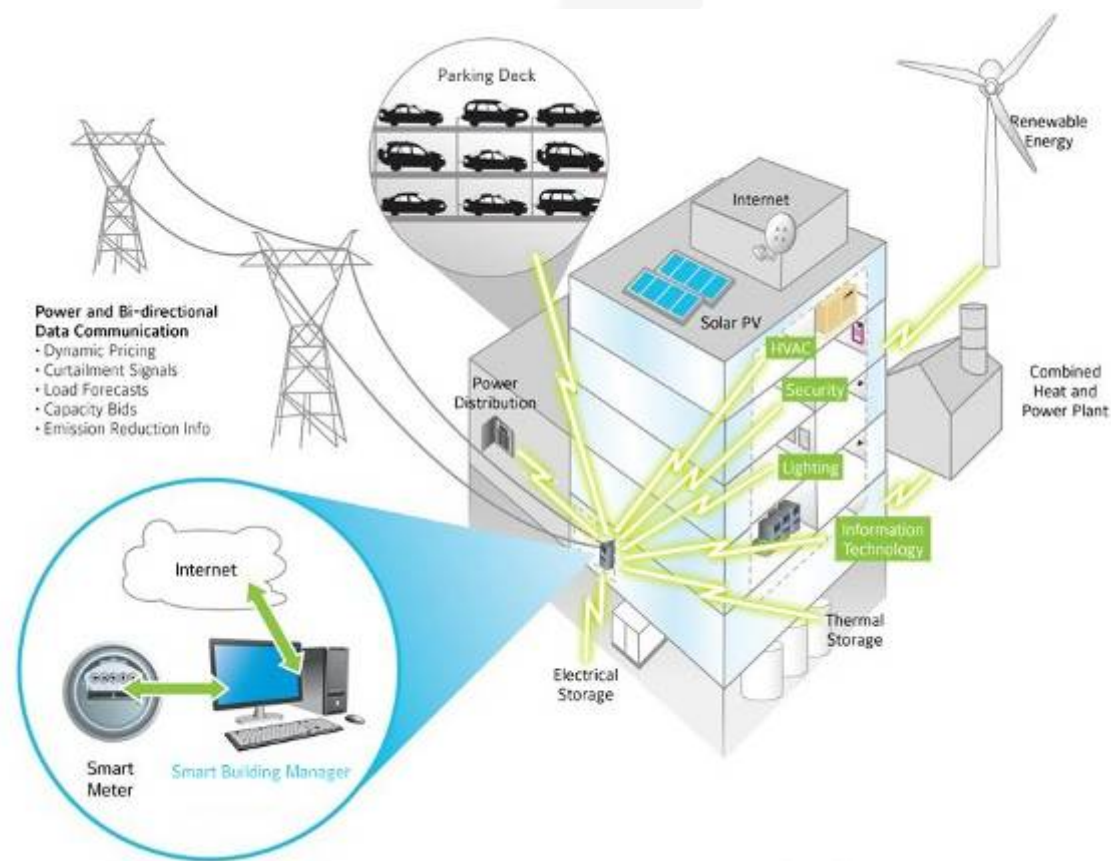 Parking Deck
Renewable
Energy
Internet
Solar PV
Power and Bi-directional
Data Communication
• Dynamic Pricing
• Curtailment Signals
• Load Forecasts
• Capacity Bids
• Emission Reduction Info
Power
Distribution
HVAC
Security
Lighting
Information
Technology
Combined
Heat and
Power Plant
Thermal
Storage
Electrical
Storage
Internet
Smart
Meter
Smart Building Manager